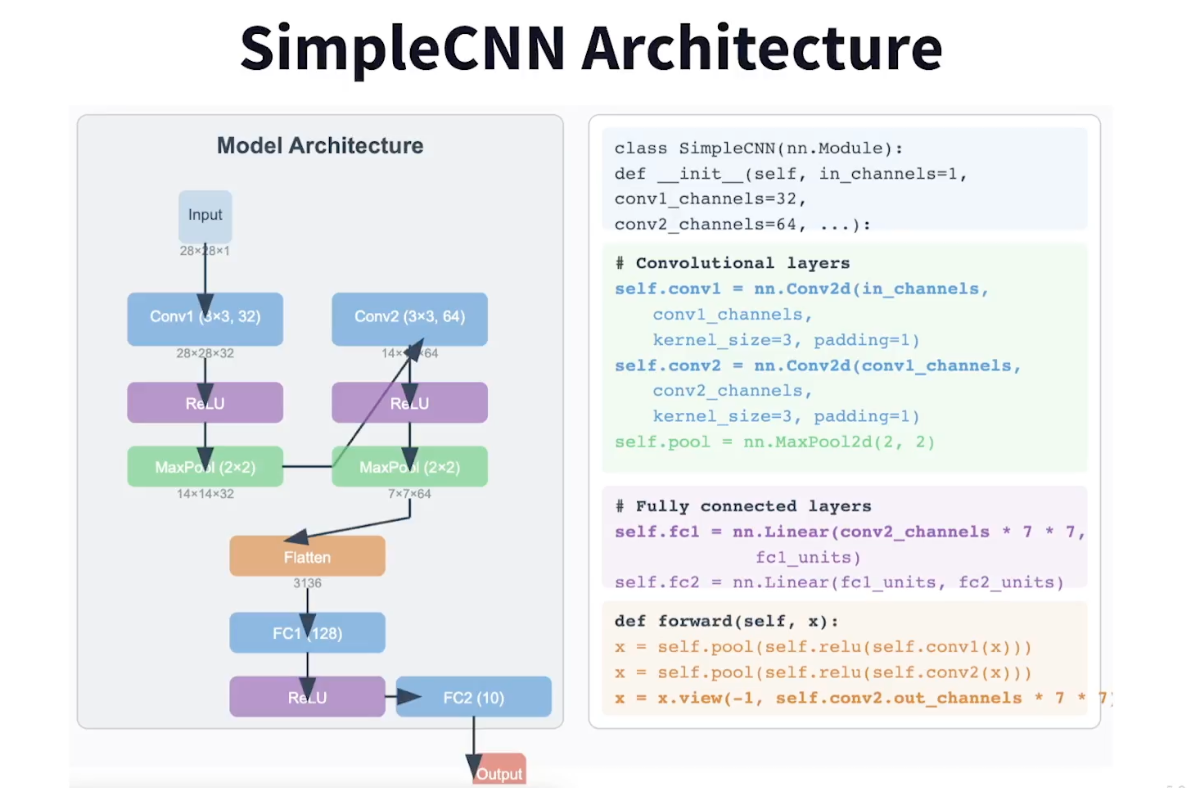 SimpleCNN Architecture
Model Architecture
Input
28×28×1
Conv1 (3×3, 32)
28×28×32
ReLU
MaxPool (2×2)
14×14×32
Conv2 (3×3, 64)
14× ×64
ReLU
MaxPool (2×2)
7×7×64
Flatten
3136
FC1 (128)
ReLU
FC2 (10)
Output
class SimpleCNN(nn.Module):
def __init__(self, in_channels=1,
conv1_channels=32,
conv2_channels=64, ...):
# Convolutional layers
self.conv1 = nn.Conv2d(in_channels,
conv1_channels,
kernel_size=3, padding=1)
self.conv2 = nn.Conv2d(conv1_channels,
conv2_channels,
kernel_size=3, padding=1)
self.pool = nn.MaxPool2d(2, 2)
# Fully connected layers
self.fc1 = nn.Linear(conv2_channels * 7 * 7,
fc1_units)
self.fc2 = nn.Linear(fc1_units, fc2_units)
def forward(self, x):
x = self.pool(self.relu(self.conv1(x)))
x = self.pool(self.relu(self.conv2(x)))
x = x.view(-1, self.conv2.out_channels * 7 * 7)